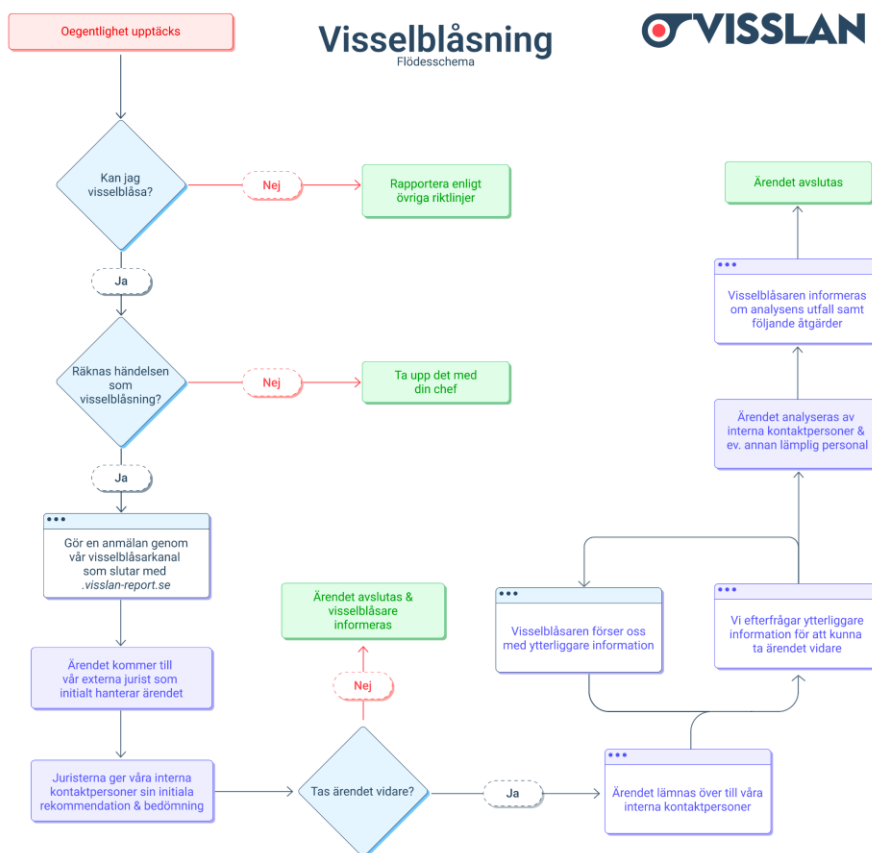 Oegentlighet upptäcks
Visselblåsning
Flödesschema
VISSLAN
Kan jag
visselblåsa?
Nej
Rapportera enligt
övriga riktlinjer
Ja
Räknas händelsen
som
visselblåsning?
Nej
Ta upp det med
din chef
Ja
Gör en anmälan genom
vår visselblåsarkanal
som slutar med
.visslan-report.se
Ärendet kommer till
vår externa jurist som
initialt hanterar ärendet
Juristerna ger våra interna
kontaktpersoner sin initiala
rekommendation & bedömning
Tas ärendet vidare?
Nej
Ärendet avslutas &
visselblåsare
informeras
Ja
Ärendet lämnas över till våra
interna kontaktpersoner
Vi efterfrågar ytterliggare
information för att kunna
ta ärendet vidare
Visselblåsaren förser oss
med ytterliggare information
Ärendet analyseras av
interna kontaktpersoner &
ev. annan lämplig personal
Visselblåsaren informeras
om analysens utfall samt
följande åtgärder
Ärendet avslutas